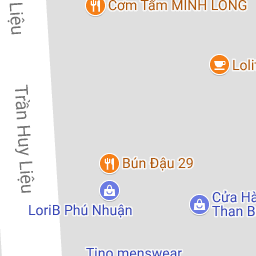 Cơm Tấm MINH LONG
Liệu
Trần Huy Liệu
Bún Đậu 29
LoriB Phú Nhuận
Cửa Hà
Than B
Tino menswear